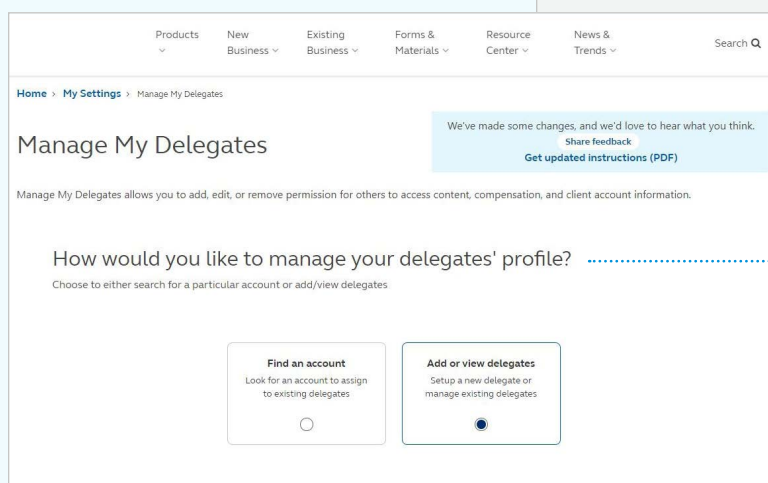 Products
New
Business
Existing
Business
Forms &
Materials
Resource
Center
News &
Trends
Search
Home > My Settings > Manage My Delegates
We've made some changes, and we'd love to hear what you think.
Share feedback
Get updated instructions (PDF)
Manage My Delegates
Manage My Delegates allows you to add, edit, or remove permission for others to access content, compensation, and client account information.
How would you like to manage your delegates' profile?
Choose to either search for a particular account or add/view delegates
Find an account
Look for an account to assign
to existing delegates
Add or view delegates
Setup a new delegate or
manage existing delegates